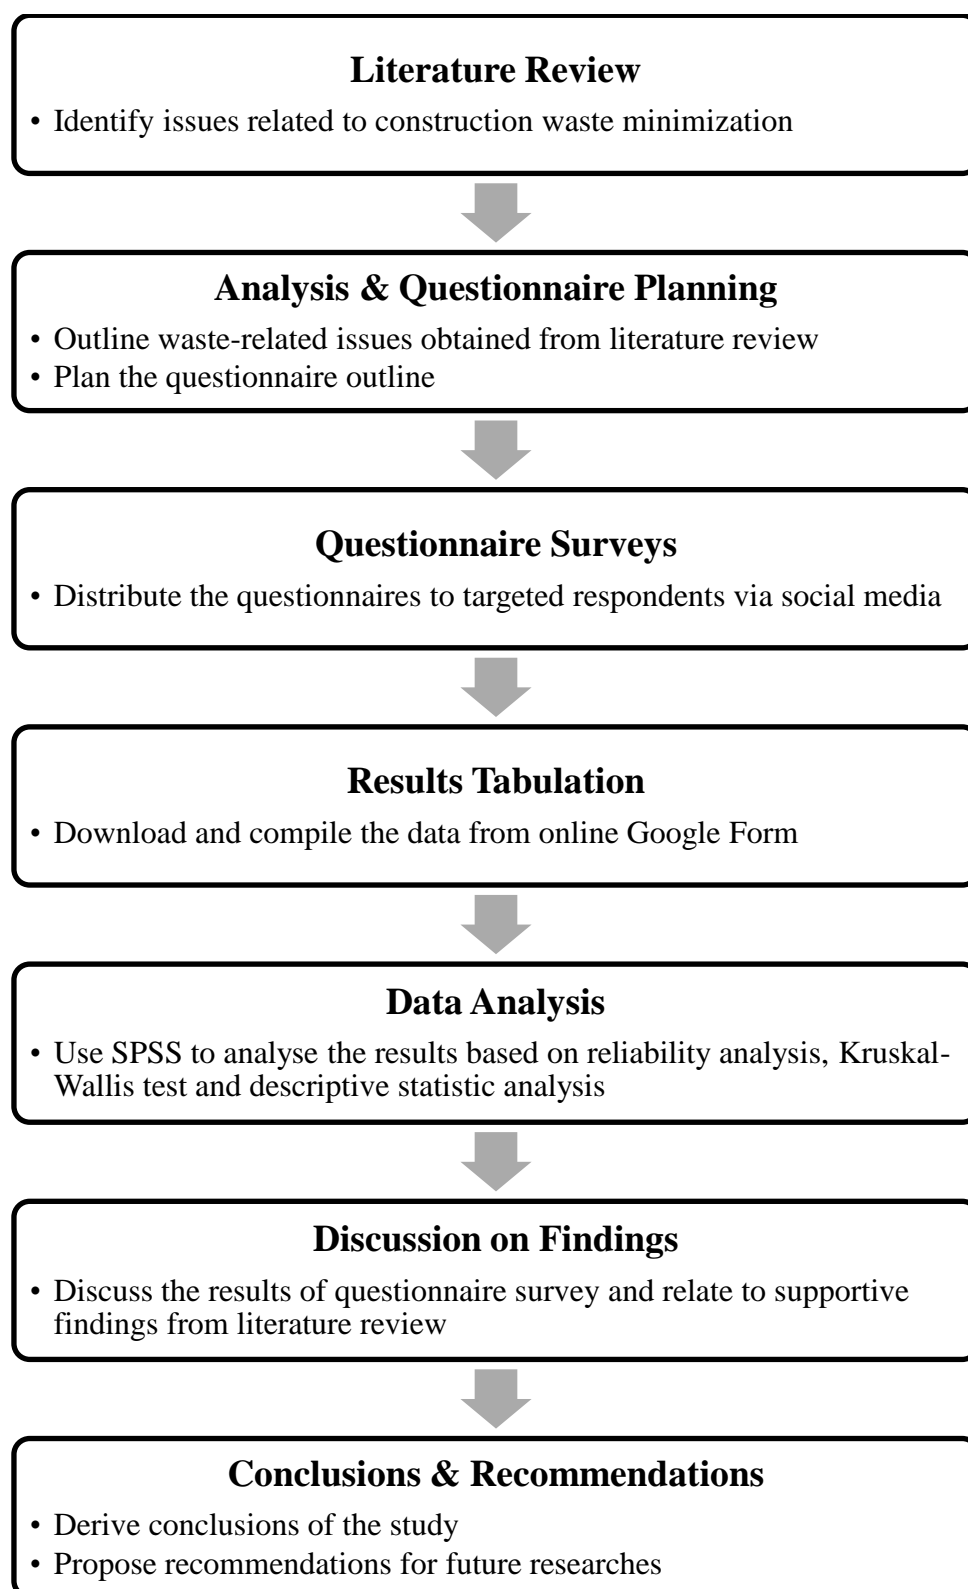 Literature Review
• Identify issues related to construction waste minimization
Analysis & Questionnaire Planning
• Outline waste-related issues obtained from literature review
• Plan the questionnaire outline
Questionnaire Surveys
• Distribute the questionnaires to targeted respondents via social media
Results Tabulation
• Download and compile the data from online Google Form
Data Analysis
• Use SPSS to analyse the results based on reliability analysis, Kruskal-
Wallis test and descriptive statistic analysis
Discussion on Findings
• Discuss the results of questionnaire survey and relate to supportive
findings from literature review
Conclusions & Recommendations
• Derive conclusions of the study
• Propose recommendations for future researches